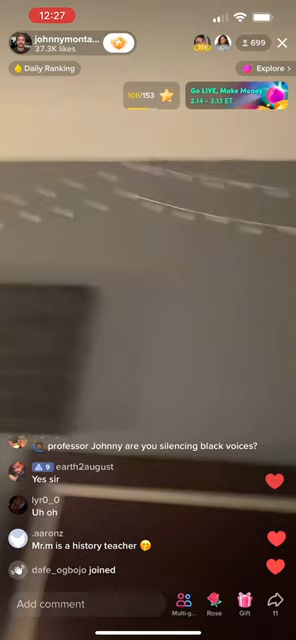 12:27
johnnymonta...
37.3K likes
699
Daily Ranking
Explore >
108/153
Go LIVE, Make Money
2.14 – 3.13 ET
professor Johnny are you silencing black voices?
9 earth2august
Yes sir
lyr0_0
Uh oh
.aaronz
Mr.m is a history teacher 🤭
dafe_ogbojo joined
Add comment
Multi-g...
Rose
Gift
11